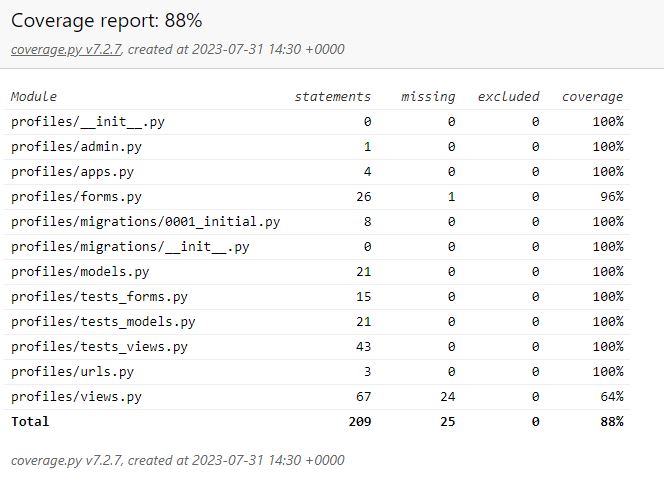 Coverage report: 88%
coverage.py v7.2.7, created at 2023-07-31 14:30 +0000
Module statements missing excluded coverage
profiles/__init__.py 0 0 0 100%
profiles/admin.py 1 0 0 100%
profiles/apps.py 4 0 0 100%
profiles/forms.py 26 1 0 96%
profiles/migrations/0001_initial.py 8 0 0 100%
profiles/migrations/__init__.py 0 0 0 100%
profiles/models.py 21 0 0 100%
profiles/tests_forms.py 15 0 0 100%
profiles/tests_models.py 21 0 0 100%
profiles/tests_views.py 43 0 0 100%
profiles/urls.py 3 0 0 100%
profiles/views.py 67 24 0 64%
Total 209 25 0 88%
coverage.py v7.2.7, created at 2023-07-31 14:30 +0000